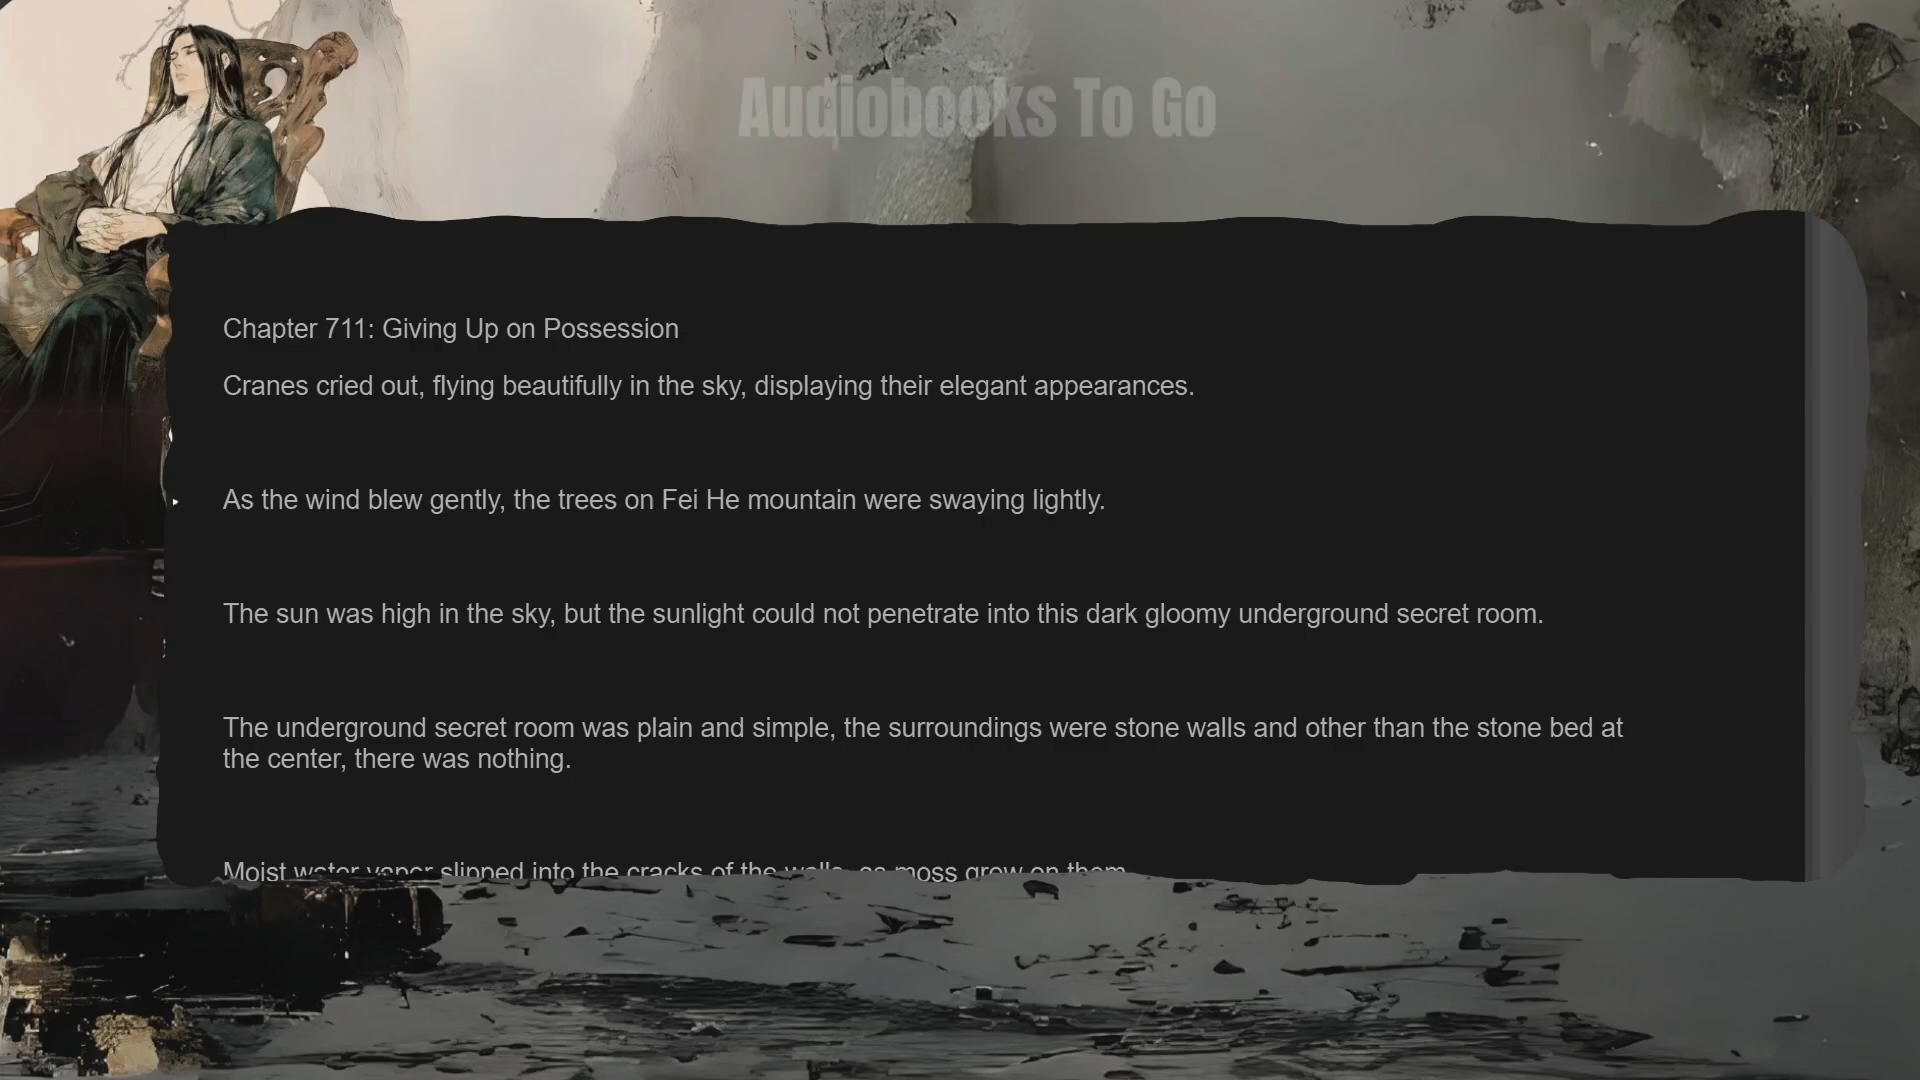 Audiobooks To Go
Chapter 711: Giving Up on Possession
Cranes cried out, flying beautifully in the sky, displaying their elegant appearances.
As the wind blew gently, the trees on Fei He mountain were swaying lightly.
The sun was high in the sky, but the sunlight could not penetrate into this dark gloomy underground secret room.
The underground secret room was plain and simple, the surroundings were stone walls and other than the stone bed at
the center, there was nothing.
Moist water vapor slipped into the cracks of the walls, as moss grew on them.